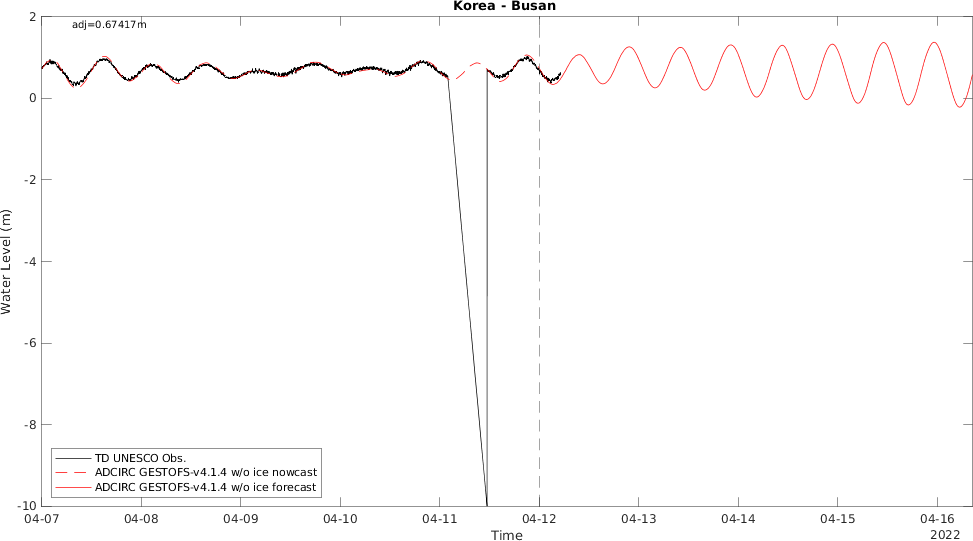 Korea - Busan
adj=0.67417m
2
0
-2
-4
-6
-8
-10
Water Level (m)
TD UNESCO Obs.
ADCIRC GESTOFS-v4.1.4 w/o ice nowcast
ADCIRC GESTOFS-v4.1.4 w/o ice forecast
04-07 04-08 04-09 04-10 04-11 04-12 04-13 04-14 04-15 04-16
Time
2022